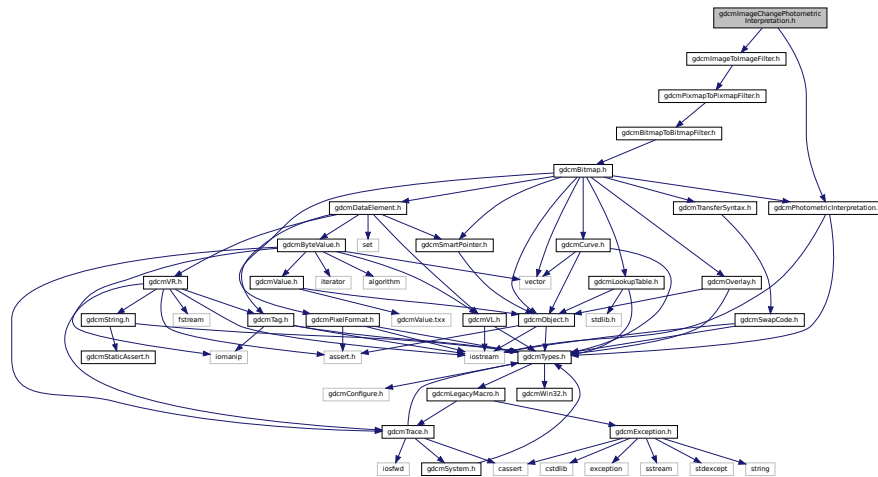 gdcmImageChangePhotometric
Interpretation.h
gdcmImageToImageFilter.h
gdcmPixmapToPixmapFilter.h
gdcmBitmapToBitmapFilter.h
gdcmBitmap.h
gdcmDataElement.h
gdcmTransferSyntax.h
gdcmPhotometricInterpretation.h
gdcmByteValue.h
set
gdcmSmartPointer.h
gdcmCurve.h
gdcmVR.h
gdcmValue.h
iterator
algorithm
vector
gdcmLookupTable.h
gdcmOverlay.h
gdcmString.h
fstream
gdcmTag.h
gdcmPixelFormat.h
gdcmValue.txx
gdcmVL.h
gdcmObject.h
stdlib.h
gdcmSwapCode.h
gdcmStaticAssert.h
iomanip
assert.h
iostream
gdcmTypes.h
gdcmConfigure.h
gdcmLegacyMacro.h
gdcmWin32.h
gdcmTrace.h
gdcmException.h
iosfwd
gdcmSystem.h
cassert
cstdlib
exception
sstream
stdexcept
string